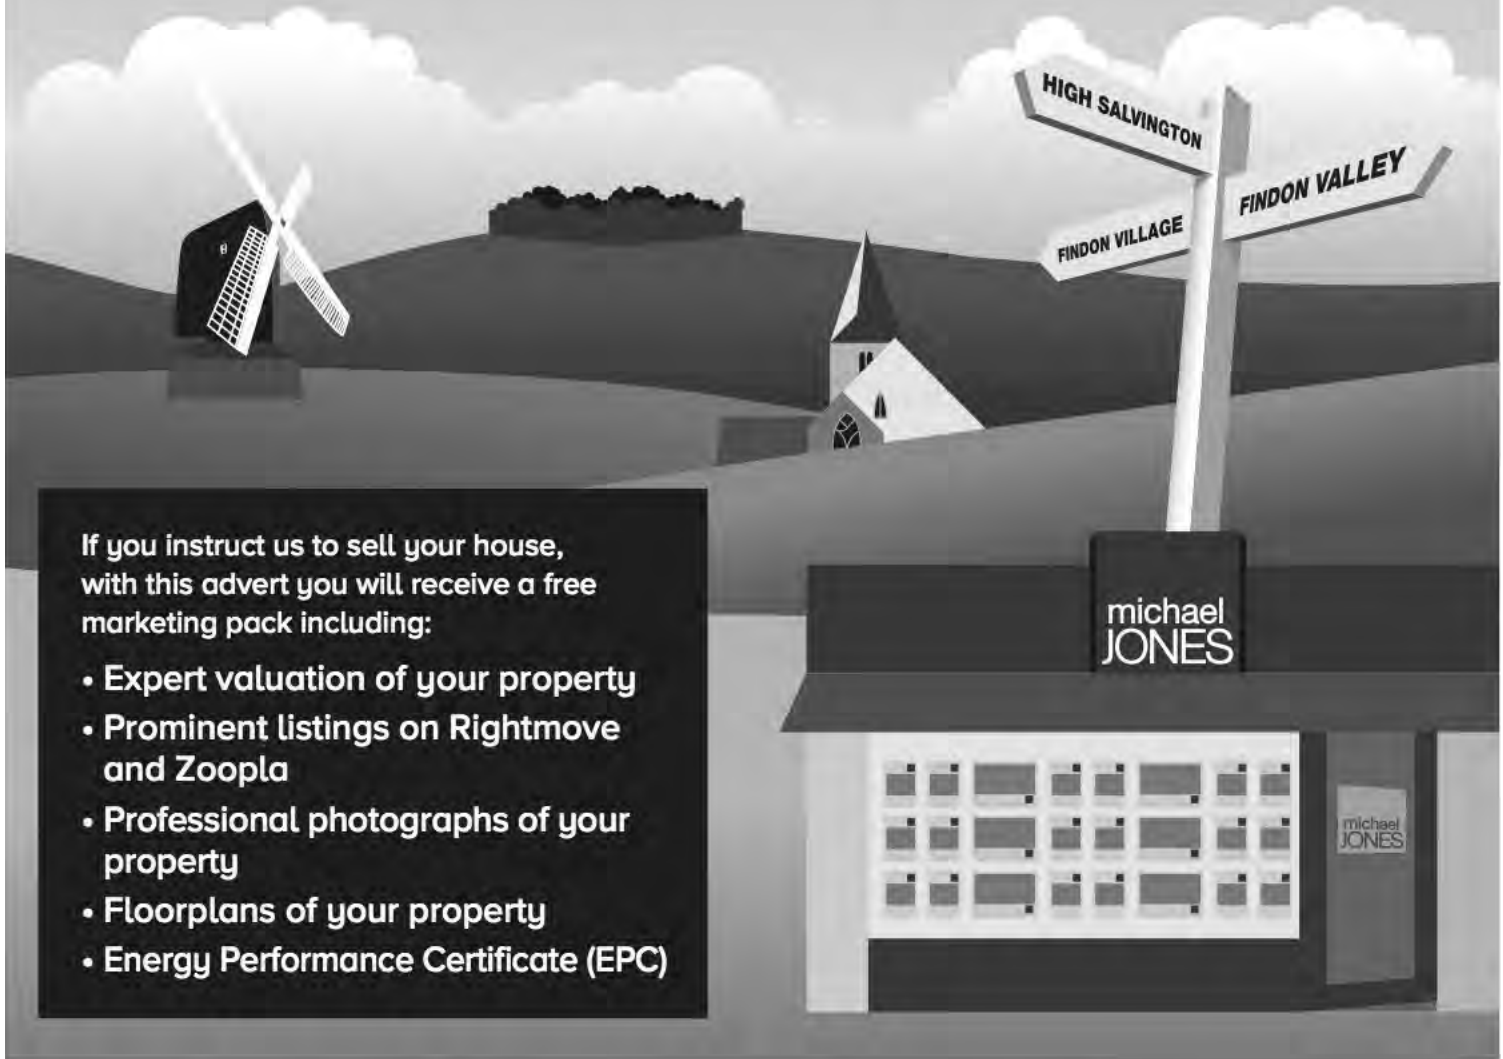 HIGH SALVINGTON
FINDON VALLEY
FINDON VILLAGE
If you instruct us to sell your house,
with this advert you will receive a free
marketing pack including:
• Expert valuation of your property
• Prominent listings on Rightmove
and Zoopla
• Professional photographs of your
property
• Floorplans of your property
• Energy Performance Certificate (EPC)
michael
JONES
michael
JONES